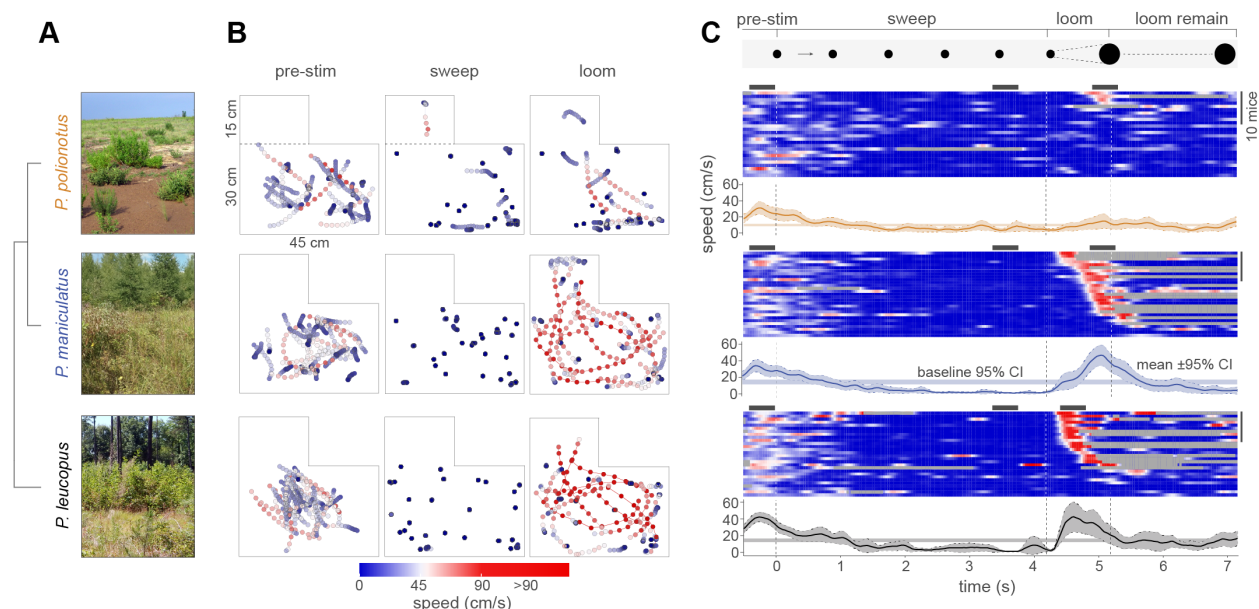 A
B
C
pre-stim
sweep
loom
loom remain
pre-stim
sweep
loom
P. polionotus
P. maniculatus
P. leucopus
15 cm
30 cm
45 cm
10 mice
speed (cm/s)
60
40
20
0
60
40
20
0
baseline 95% CI
mean ±95% CI
60
40
20
0
0
1
2
3
4
5
6
7
time (s)
0
45
90
>90
speed (cm/s)